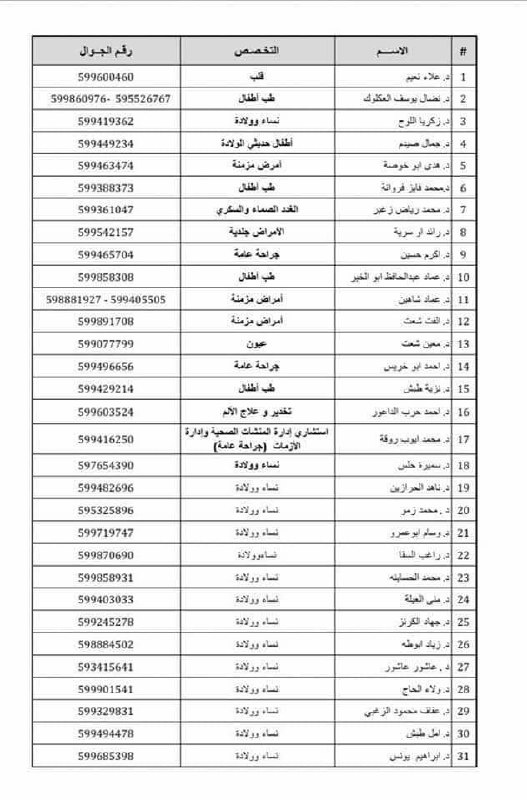 # الاســـم التخـصـص رقـم الجــوال
1 د. علاء نعيم قلب 599600460
2 د. نضال يوسف العكلوك طب أطفال 599860976- 595526767
3 د. زكريا اللوح نساء وولادة 599419362
4 د. جمال صيدم أطفال حديثي الولادة 599449234
5 د. هدى ابو خوصة أمرض مزمنة 599463474
6 د.محمد فايز فروانة طب أطفال 599388373
7 د. محمد رياض زعبر الغدد الصماء والسكري 599361047
8 د. رائد ابو سرية الأمراض جلدية 599542157
9 د. اكرم حسين جراحة عامة 599465704
10 د. عماد عبدالحافظ ابو الخير طب أطفال 599858308
11 د. عماد شاهين أمراض مزمنة 598881927 - 599405505
12 د. الفت شعت أمراض مزمنة 599891708
13 د. معين شعت عيون 599077799
14 د. احمد ابو خريس جراحة عامة 599496656
15 د. نزية طبش طب أطفال 599429214
16 د. احمد حرب الداعور تخدير و علاج الألم 599603524
17 د. محمد ايوب روقة استشاري إدارة المنشآت الصحية وإدارة
الأزمات (جراحة عامة) 599416250
18 د. سميرة حلس نساء وولادة 597654390
19 د. ناهد الحرازين نساء وولادة 599482696
20 د . محمد زمو نساء وولادة 595325896
21 د. وسام ابوعمرو نساء وولادة 599719747
22 د. راغب السقا نساءوولادة 599870690
23 د. محمد الحساينه نساء وولادة 599858931
24 د. منى العيلة نساء وولادة 599403033
25 د. جهاد الكرنز نساء وولادة 599245278
26 د. زياد ابوطه نساء وولادة 598884502
27 د . عاشور عاشور نساء وولادة 593415641
28 د. ولاء الحاج نساء وولادة 599901541
29 د. عفاف محمود الزغبي نساء وولادة 599329831
30 د. امل طبش نساء وولادة 599494478
31 د. ابراهيم يونس نساء وولادة 599685398